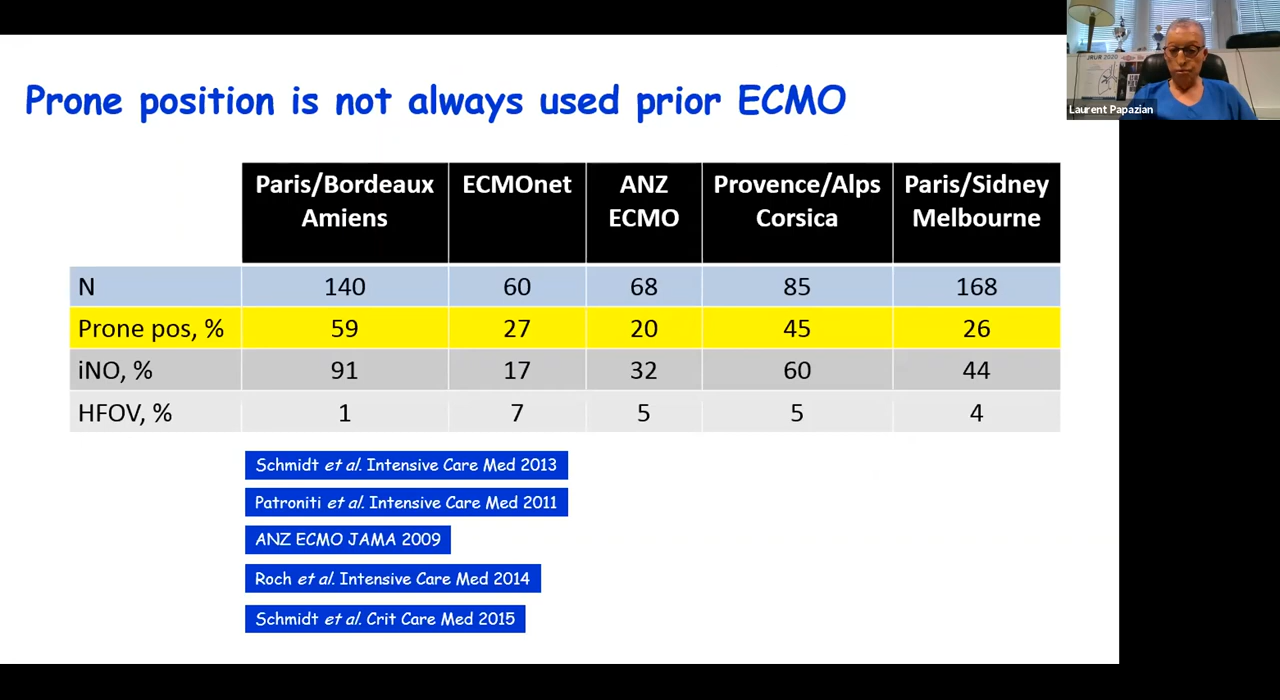 Prone position is not always used prior ECMO
JRUR 2020
Laurent Papazian
Paris/Bordeaux Amiens ECMOnet ANZ ECMO Provence/Alps Corsica Paris/Sidney Melbourne
N 140 60 68 85 168
Prone pos, % 59 27 20 45 26
iNO, % 91 17 32 60 44
HFOV, % 1 7 5 5 4
Schmidt et al. Intensive Care Med 2013
Patroniti et al. Intensive Care Med 2011
ANZ ECMO JAMA 2009
Roch et al. Intensive Care Med 2014
Schmidt et al. Crit Care Med 2015